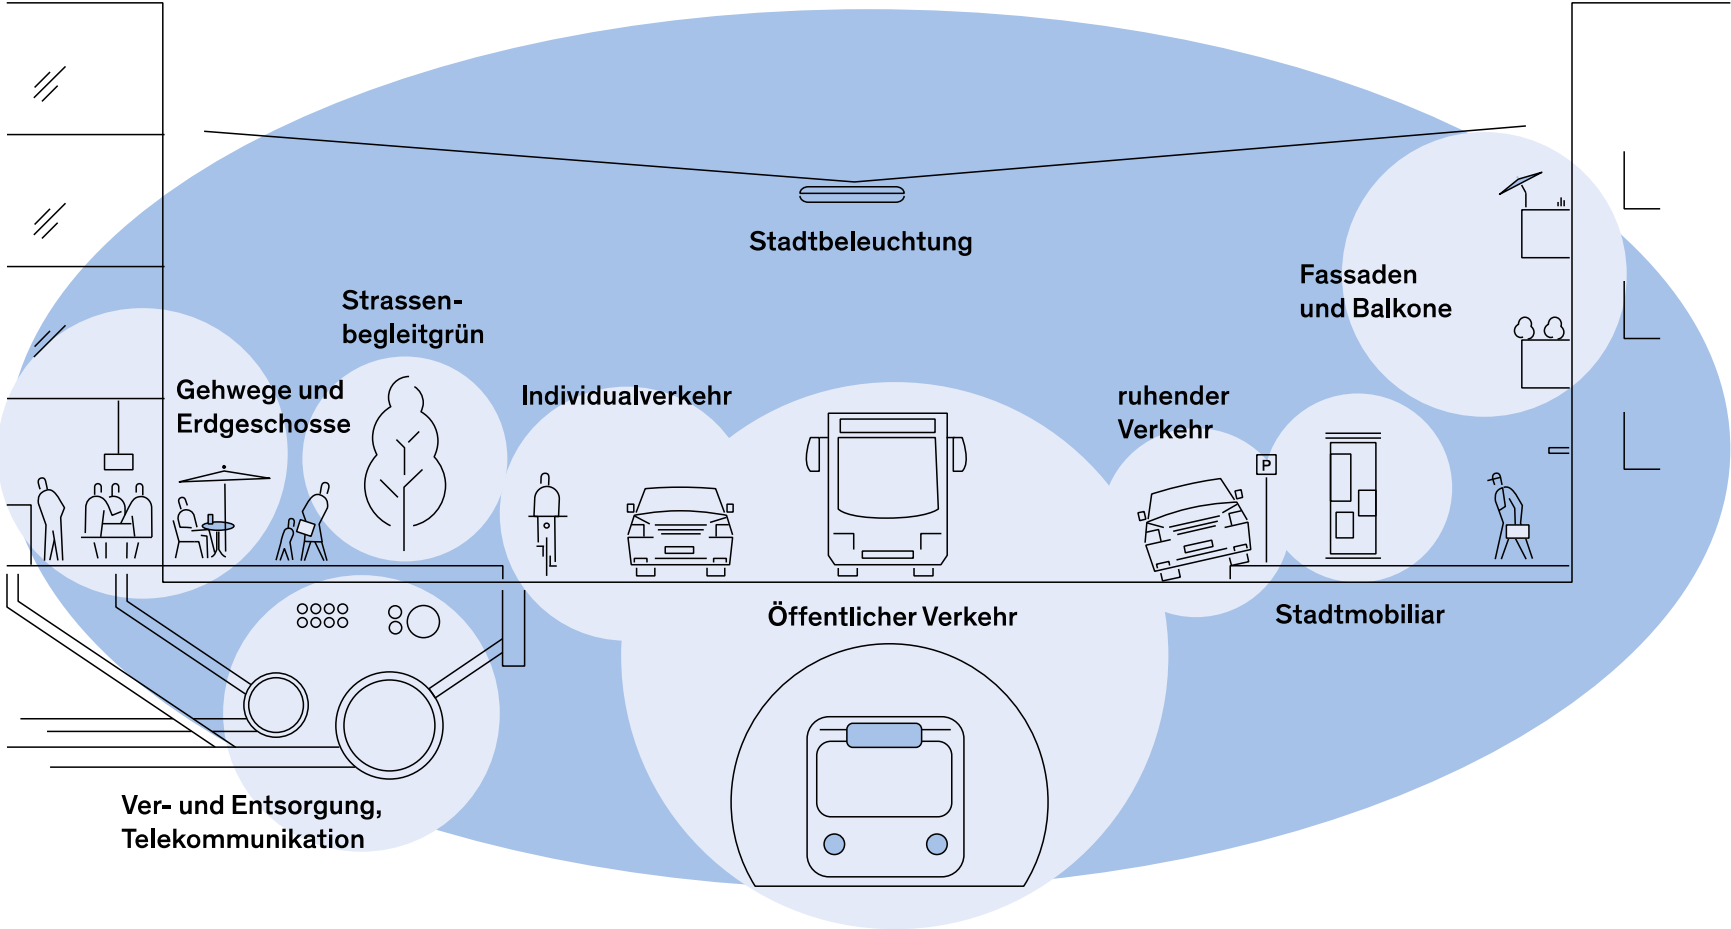 Stadtbeleuchtung
Fassaden
und Balkone
Strassen-
begleitgrün
Gehwege und
Erdgeschosse
Individualverkehr
ruhender
Verkehr
P
Öffentlicher Verkehr
Stadtmobiliar
Ver- und Entsorgung,
Telekommunikation